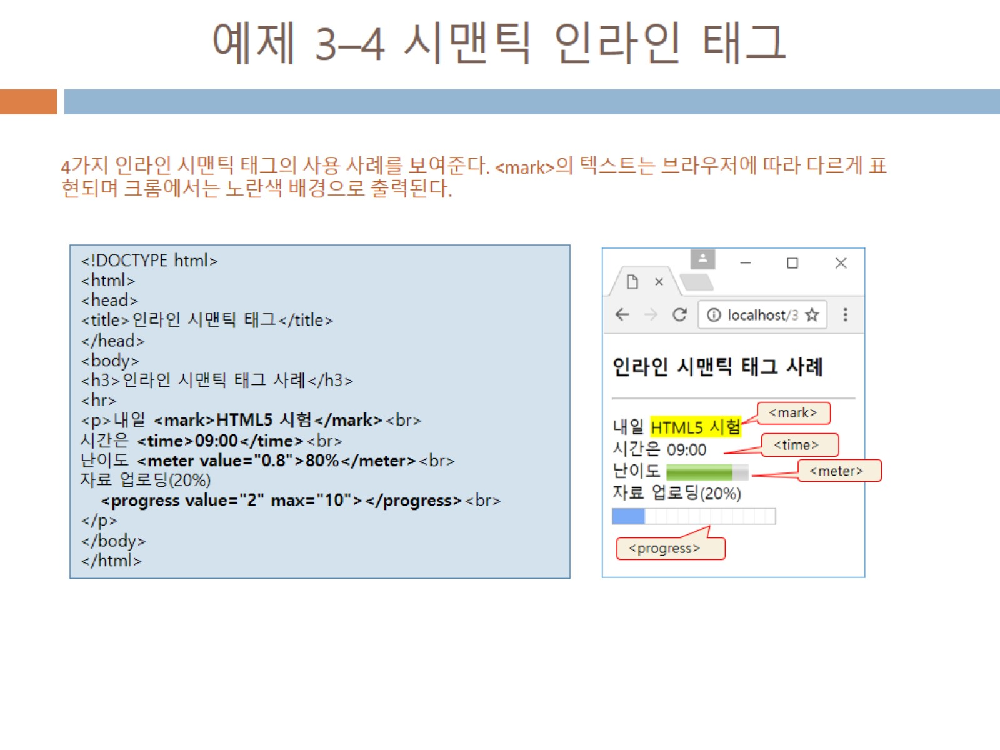 예제 3–4 시맨틱 인라인 태그
4가지 인라인 시맨틱 태그의 사용 사례를 보여준다. <mark>의 텍스트는 브라우저에 따라 다르게 표
현되며 크롬에서는 노란색 배경으로 출력된다.
<!DOCTYPE html>
<html>
<head>
<title>인라인 시맨틱 태그</title>
</head>
<body>
<h3>인라인 시맨틱 태그 사례</h3>
<hr>
<p>내일 <mark>HTML5 시험</mark><br>
시간은 <time>09:00</time><br>
난이도 <meter value="0.8">80%</meter><br>
자료 업로딩(20%)
<progress value="2" max="10"></progress><br>
</p>
</body>
</html>
localhost/3
인라인 시맨틱 태그 사례
내일 HTML5 시험
<mark>
시간은 09:00
<time>
난이도
<meter>
자료 업로딩(20%)
<progress>